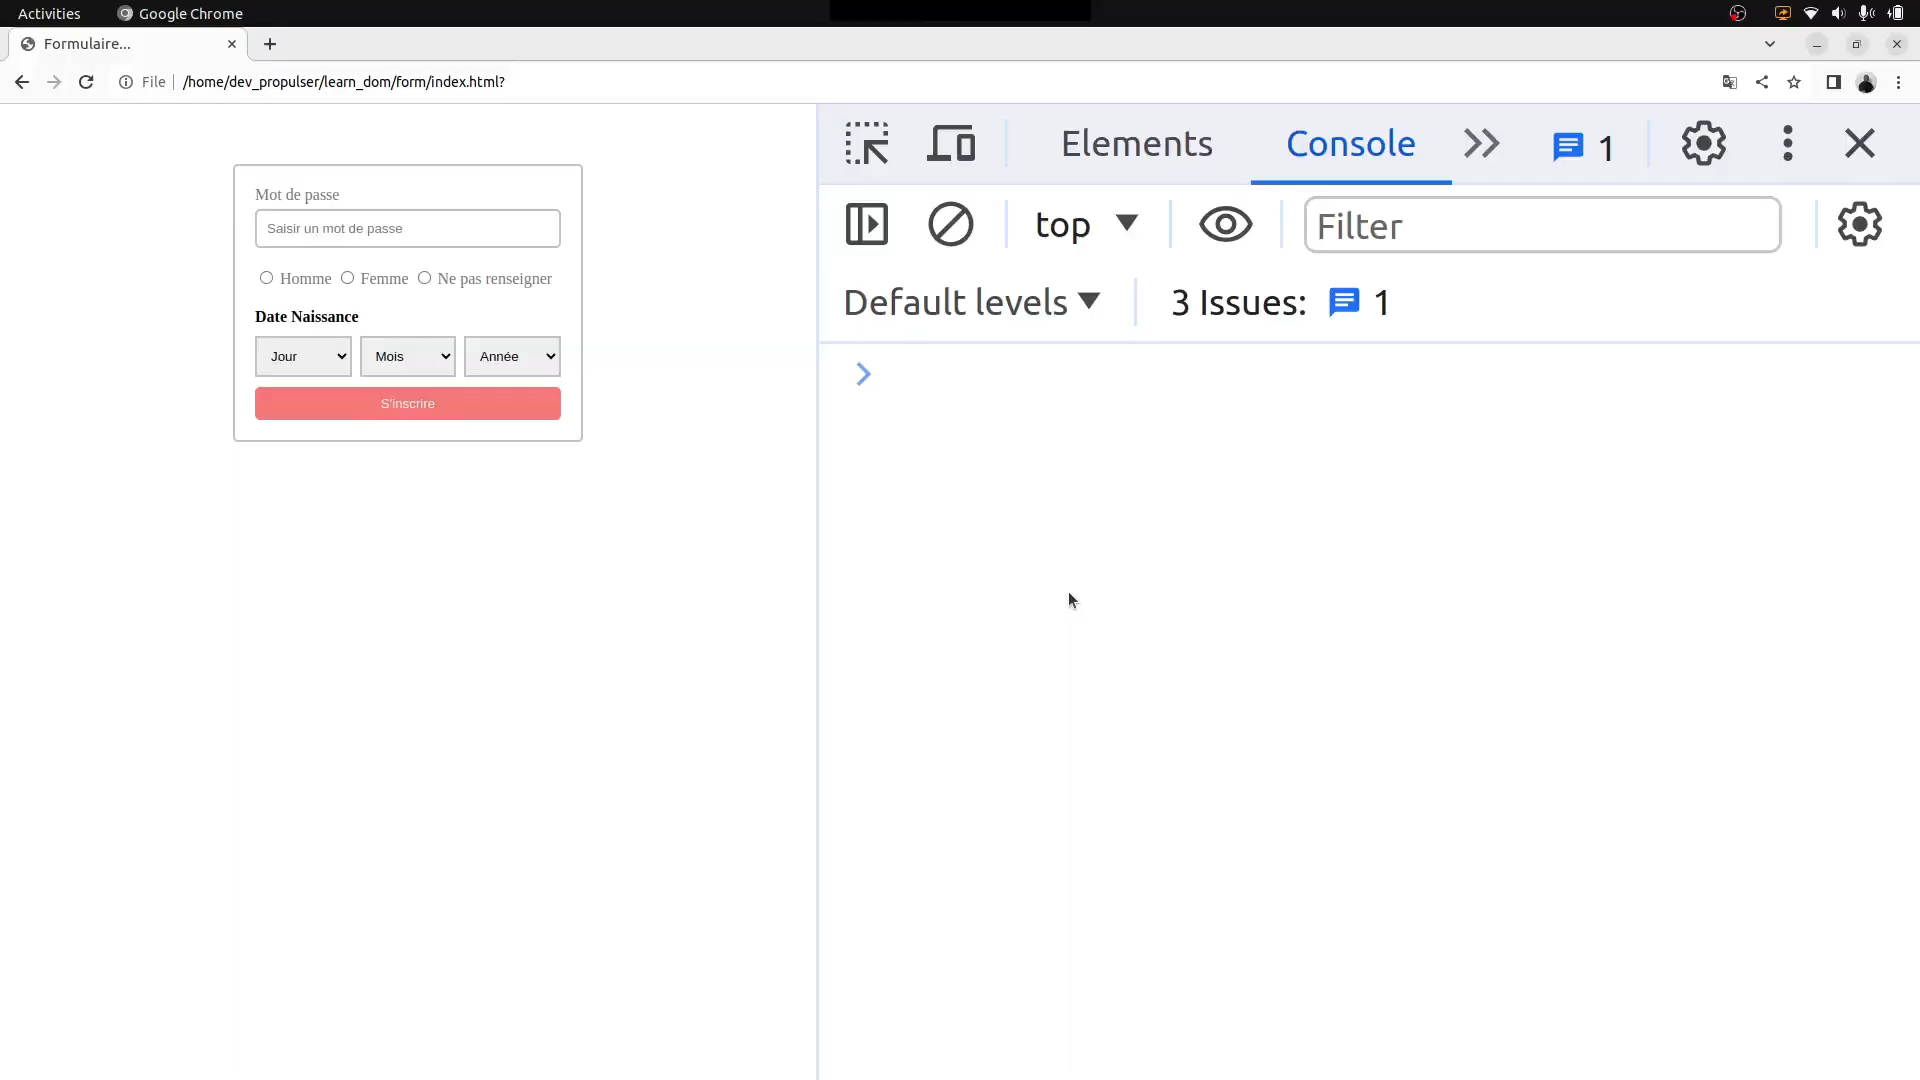 Activities
Google Chrome
Formulaire...
File
/home/dev_propulser/learn_dom/form/index.html?
Mot de passe
Saisir un mot de passe
Homme Femme Ne pas renseigner
Date Naissance
Jour Mois Année
S'inscrire
Elements Console 1
top Filter
Default levels 3 Issues: 1